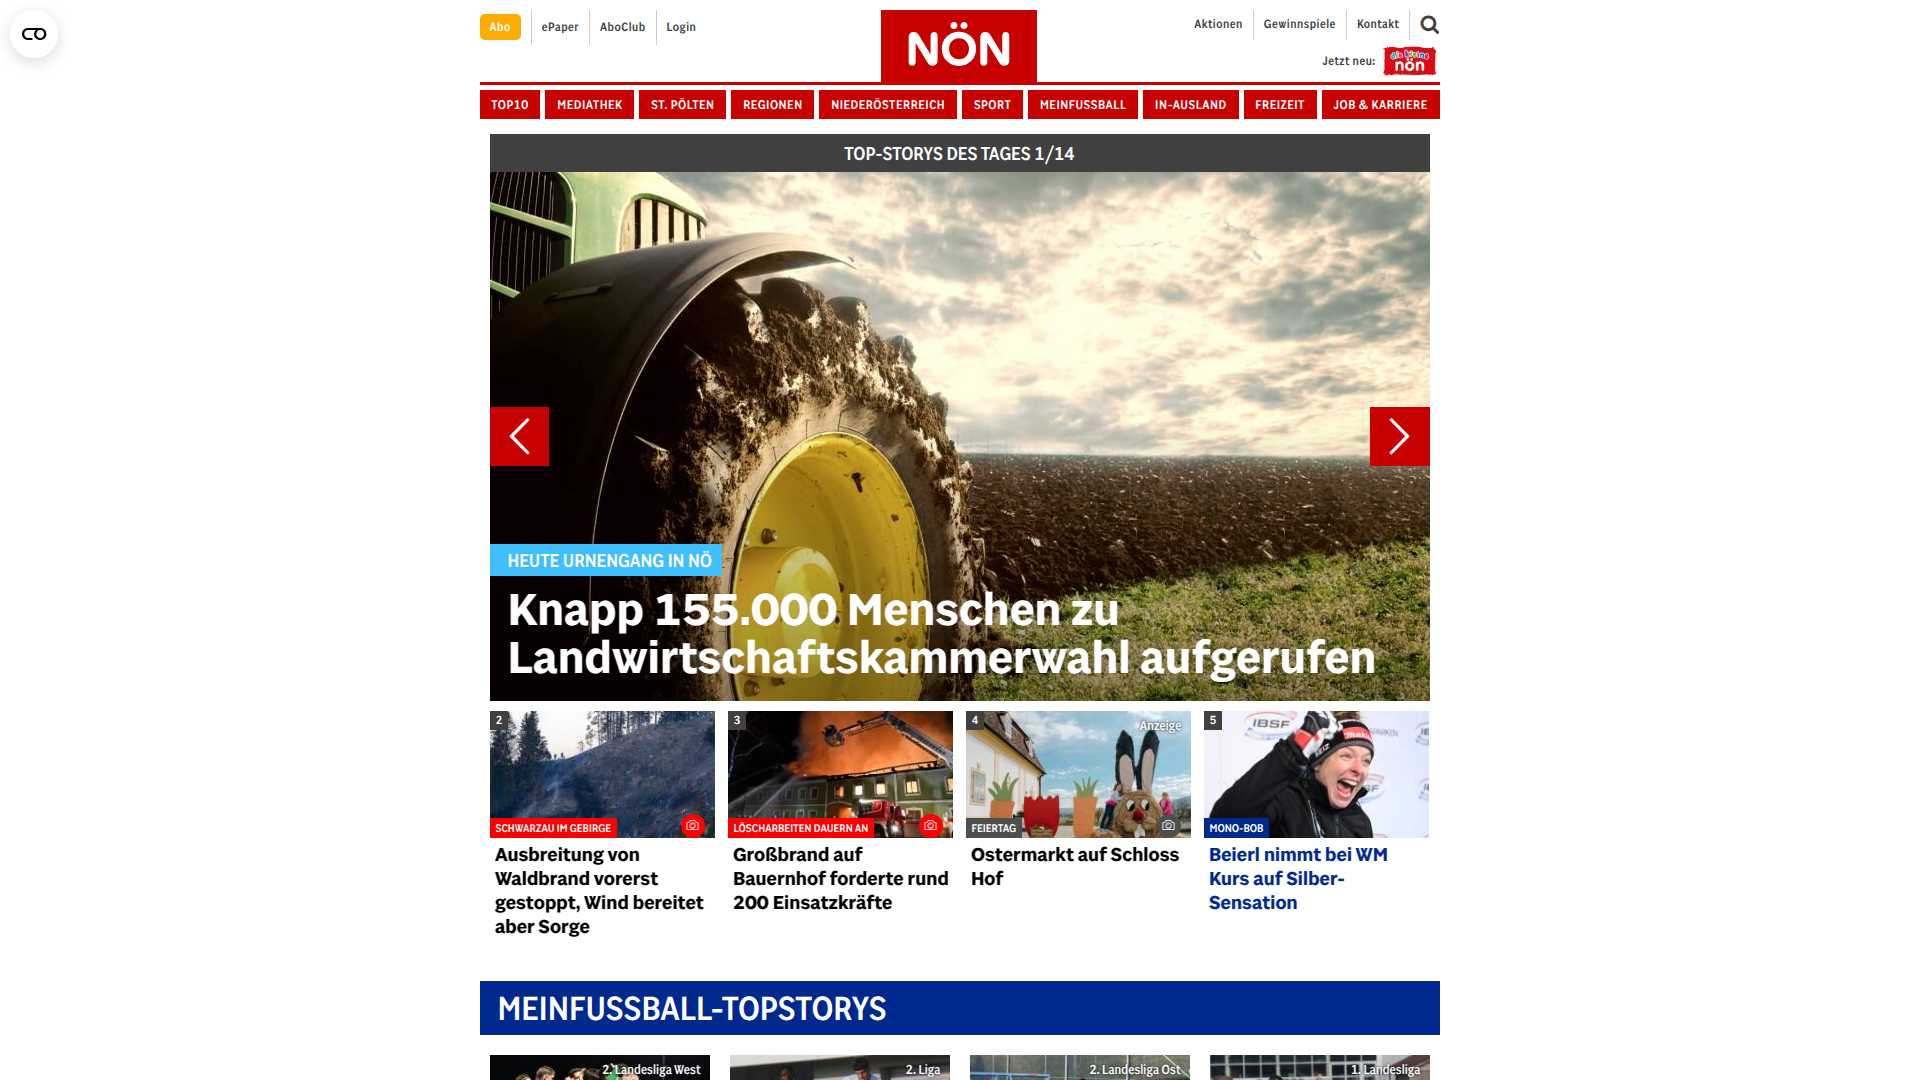 Abo
ePaper
AboClub
Login
NÖN
Aktionen
Gewinnspiele
Kontakt
Jetzt neu:
die kleine
nön
TOP10
MEDIATHEK
ST. PÖLTEN
REGIONEN
NIEDERÖSTERREICH
SPORT
MEINFUSSBALL
IN-AUSLAND
FREIZEIT
JOB & KARRIERE
TOP-STORYS DES TAGES 1/14
HEUTE URNENGANG IN NÖ
Knapp 155.000 Menschen zu
Landwirtschaftskammerwahl aufgerufen
2
SCHWARZAU IM GEBIRGE
Ausbreitung von
Waldbrand vorerst
gestoppt, Wind bereitet
aber Sorge
3
LÖSCHARBEITEN DAUERN AN
Großbrand auf
Bauernhof forderte rund
200 Einsatzkräfte
4
Anzeige
FEIERTAG
Ostermarkt auf Schloss
Hof
5
IBSF
MONO-BOB
Beierl nimmt bei WM
Kurs auf Silber-
Sensation
MEINFUSSBALL-TOPSTORYS
2. Landesliga West
2. Liga
2. Landesliga Ost
1. Landesliga